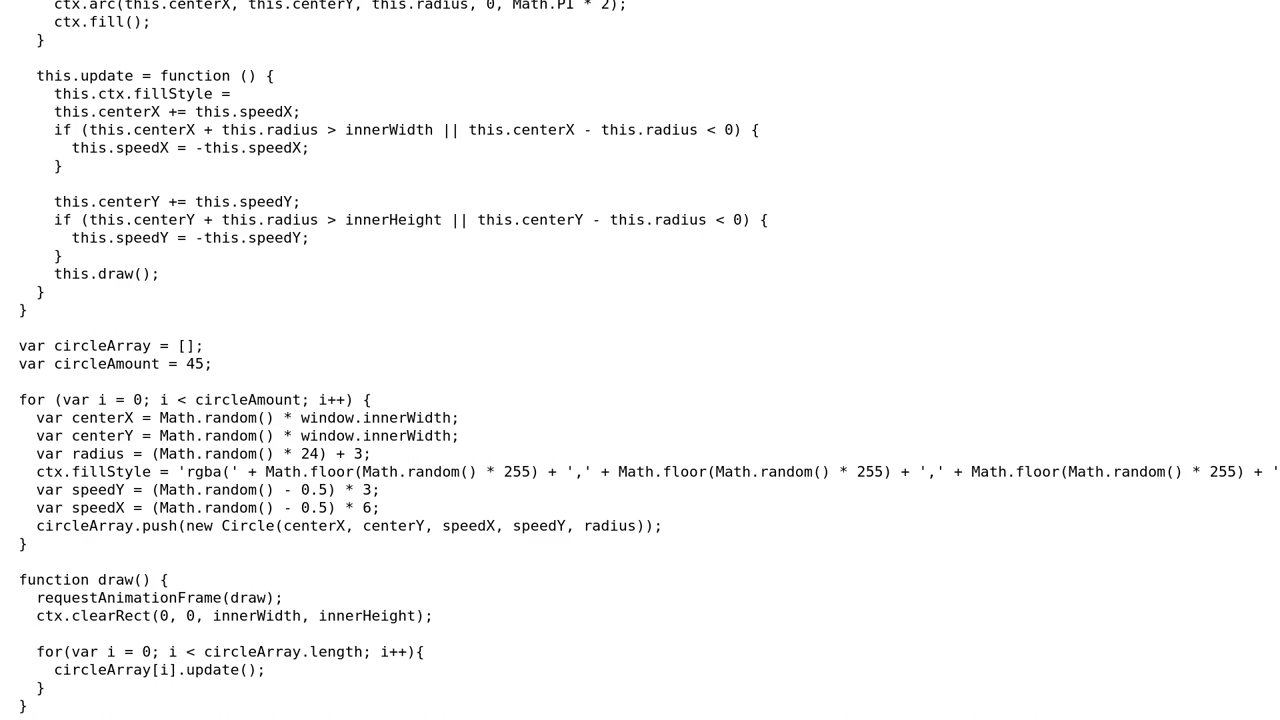 ctx.arc(this.centerX, this.centerY, this.radius, 0, Math.PI * 2);
    ctx.fill();
  }

  this.update = function () {
    this.ctx.fillStyle =
    this.centerX += this.speedX;
    if (this.centerX + this.radius > innerWidth || this.centerX - this.radius < 0) {
      this.speedX = -this.speedX;
    }

    this.centerY += this.speedY;
    if (this.centerY + this.radius > innerHeight || this.centerY - this.radius < 0) {
      this.speedY = -this.speedY;
    }
    this.draw();
  }
}

var circleArray = [];
var circleAmount = 45;

for (var i = 0; i < circleAmount; i++) {
  var centerX = Math.random() * window.innerWidth;
  var centerY = Math.random() * window.innerWidth;
  var radius = (Math.random() * 24) + 3;
  ctx.fillStyle = 'rgba(' + Math.floor(Math.random() * 255) + ',' + Math.floor(Math.random() * 255) + ',' + Math.floor(Math.random() * 255) + '
  var speedY = (Math.random() - 0.5) * 3;
  var speedX = (Math.random() - 0.5) * 6;
  circleArray.push(new Circle(centerX, centerY, speedX, speedY, radius));
}

function draw() {
  requestAnimationFrame(draw);
  ctx.clearRect(0, 0, innerWidth, innerHeight);

  for(var i = 0; i < circleArray.length; i++){
    circleArray[i].update();
  }
}